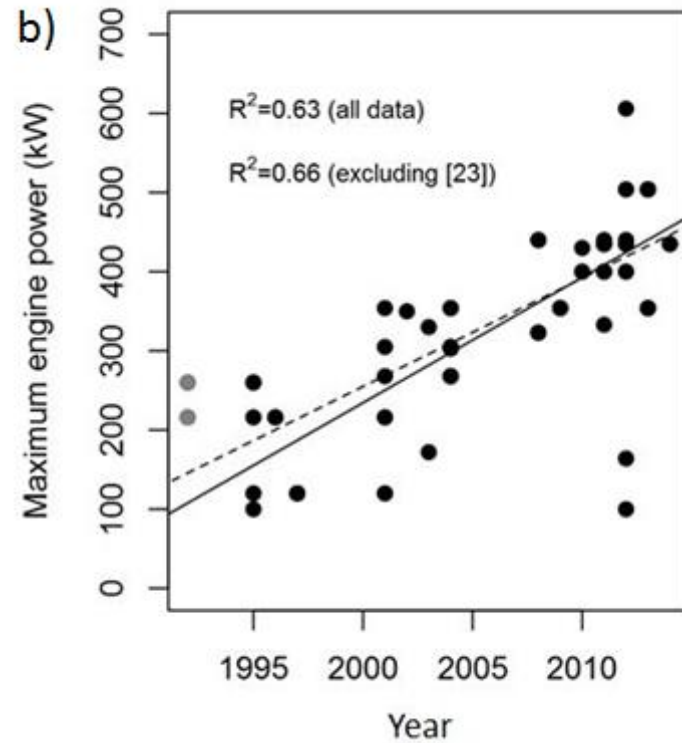 b)
Maximum engine power (kW)
700
600
500
400
300
200
100
0
R²=0.63 (all data)
R²=0.66 (excluding [23])
1995 2000 2005 2010
Year